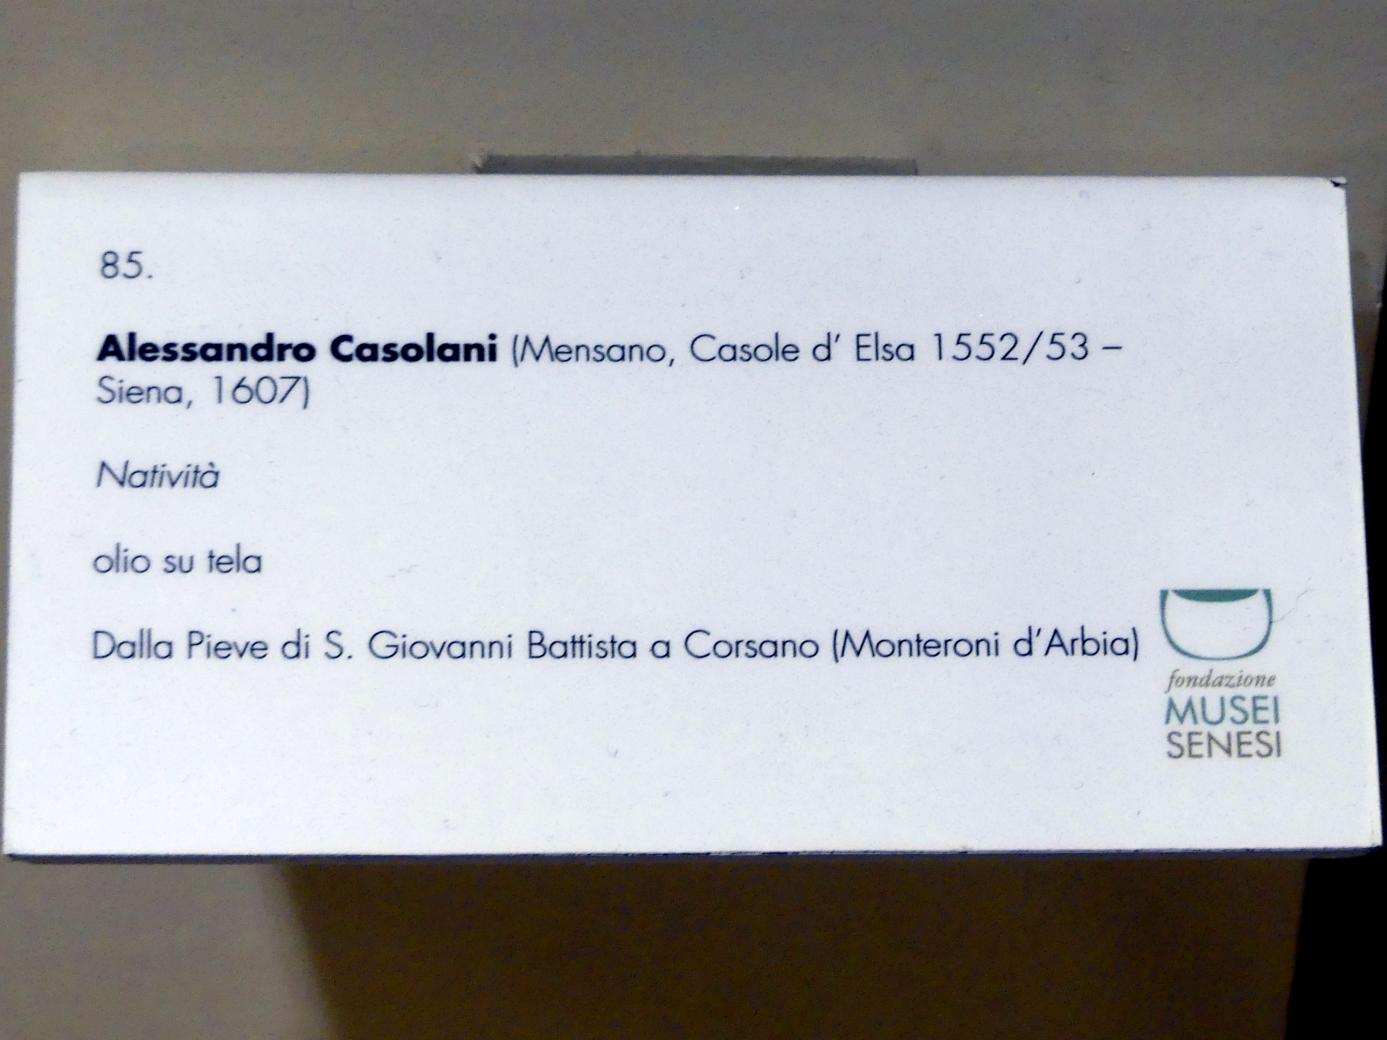 85.
Alessandro Casolani (Mensano, Casole d' Elsa 1552/53 –
Siena, 1607)
Natività
olio su tela
Dalla Pieve di S. Giovanni Battista a Corsano (Monteroni d'Arbia)
fondazione
MUSEI
SENESI